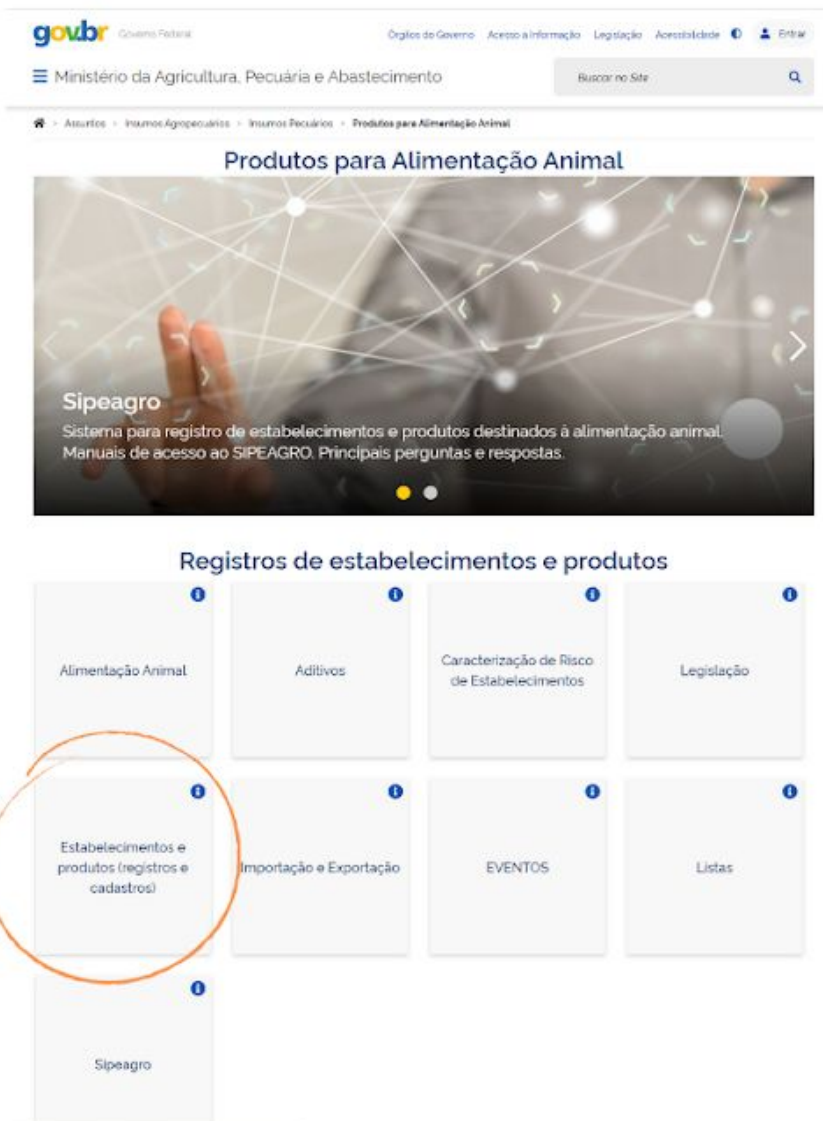 gov.br Governo Federal
Órgãos do Governo Acesso à Informação Legislação Acessibilidade Entrar
Ministério da Agricultura, Pecuária e Abastecimento
Buscar no Site
> Assuntos > Insumos Agropecuários > Insumos Pecuários > Produtos para Alimentação Animal
Produtos para Alimentação Animal
Sipeagro
Sistema para registro de estabelecimentos e produtos destinados à alimentação animal.
Manuais de acesso ao SIPEAGRO. Principais perguntas e respostas.
Registros de estabelecimentos e produtos
Alimentação Animal
Aditivos
Caracterização de Risco
de Estabelecimentos
Legislação
Estabelecimentos e
produtos (registros e
cadastros)
Importação e Exportação
EVENTOS
Listas
Sipeagro